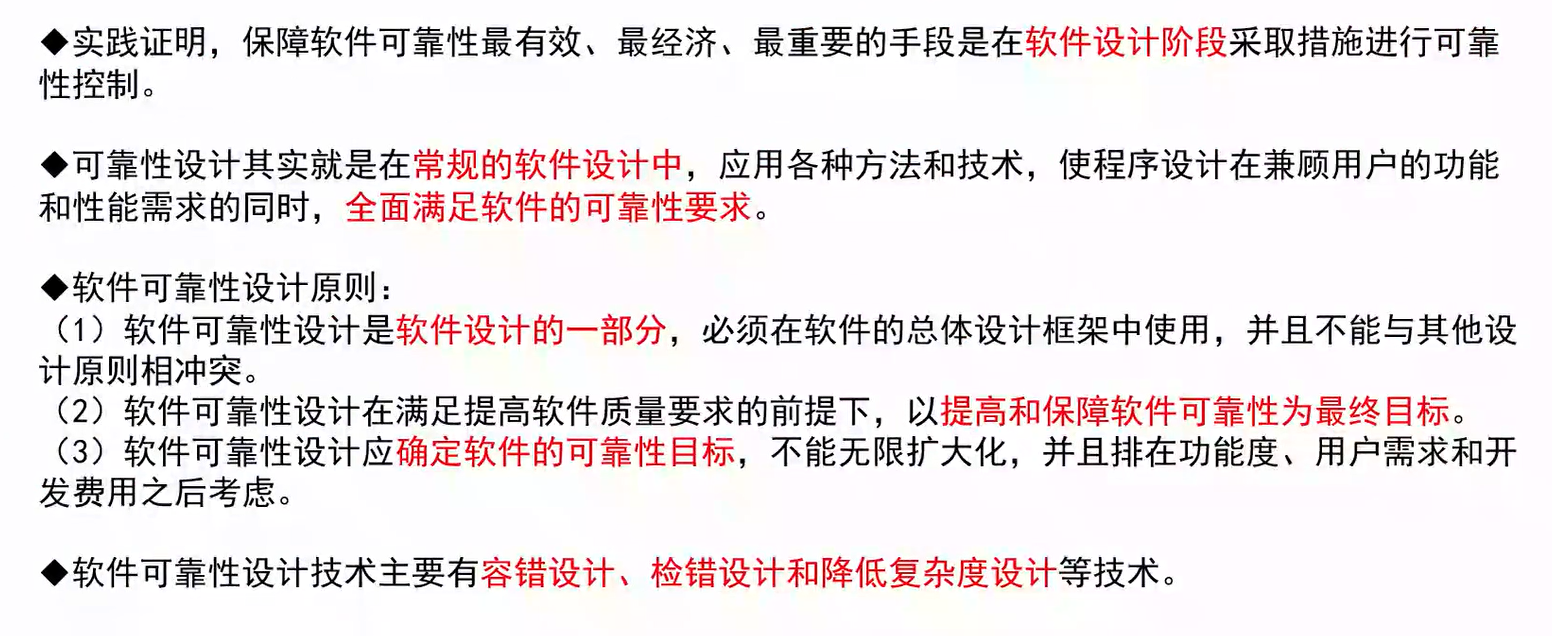 ◆实践证明，保障软件可靠性最有效、最经济、最重要的手段是在软件设计阶段采取措施进行可靠
性控制。
◆可靠性设计其实就是在常规的软件设计中，应用各种方法和技术，使程序设计在兼顾用户的功能
和性能需求的同时，全面满足软件的可靠性要求。
◆软件可靠性设计原则：
（1）软件可靠性设计是软件设计的一部分，必须在软件的总体设计框架中使用，并且不能与其他设
计原则相冲突。
（2）软件可靠性设计在满足提高软件质量要求的前提下，以提高和保障软件可靠性为最终目标。
（3）软件可靠性设计应确定软件的可靠性目标，不能无限扩大化，并且排在功能度、用户需求和开
发费用之后考虑。
◆软件可靠性设计技术主要有容错设计、检错设计和降低复杂度设计等技术。